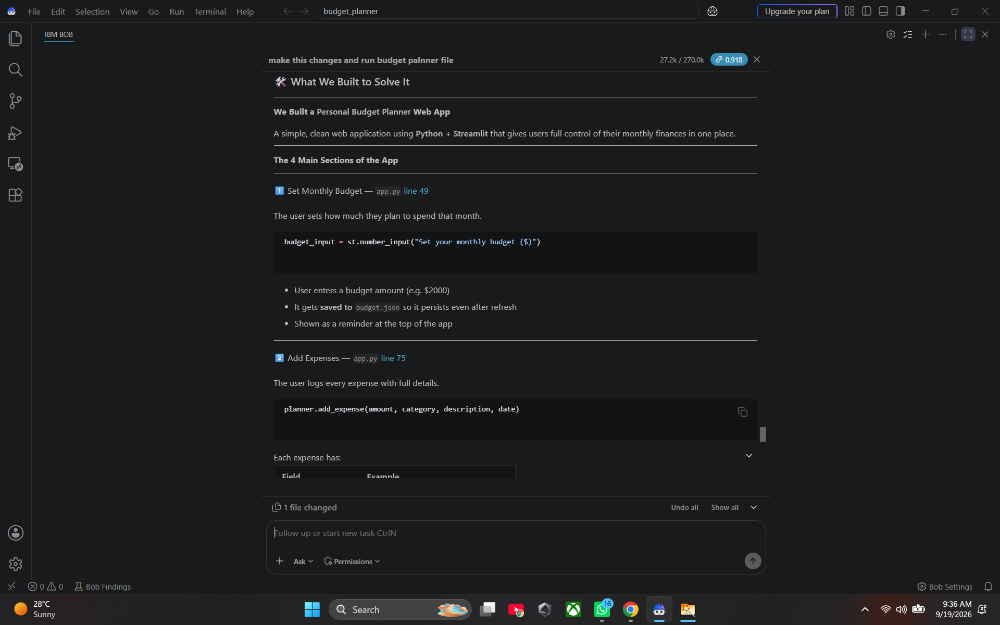 File Edit Selection View Go Run Terminal Help
budget_planner
Upgrade your plan
IBM BOB
make this changes and run budget palnner file
27.2k / 270.0k
0.918
🛠 What We Built to Solve It
We Built a Personal Budget Planner Web App
A simple, clean web application using Python + Streamlit that gives users full control of their monthly finances in one place.
The 4 Main Sections of the App
1 Set Monthly Budget — app.py line 49
The user sets how much they plan to spend that month.
budget_input = st.number_input("Set your monthly budget ($)")
• User enters a budget amount (e.g. $2000)
• It gets saved to budget.json so it persists even after refresh
• Shown as a reminder at the top of the app
2 Add Expenses — app.py line 75
The user logs every expense with full details.
planner.add_expense(amount, category, description, date)
Each expense has:
Field Example
1 file changed
Undo all Show all
Follow up or start new task CtrlN
Ask Permissions
0 0 Bob Findings
Bob Settings
28°C
Sunny
Search
16
9:36 AM
9/19/2026